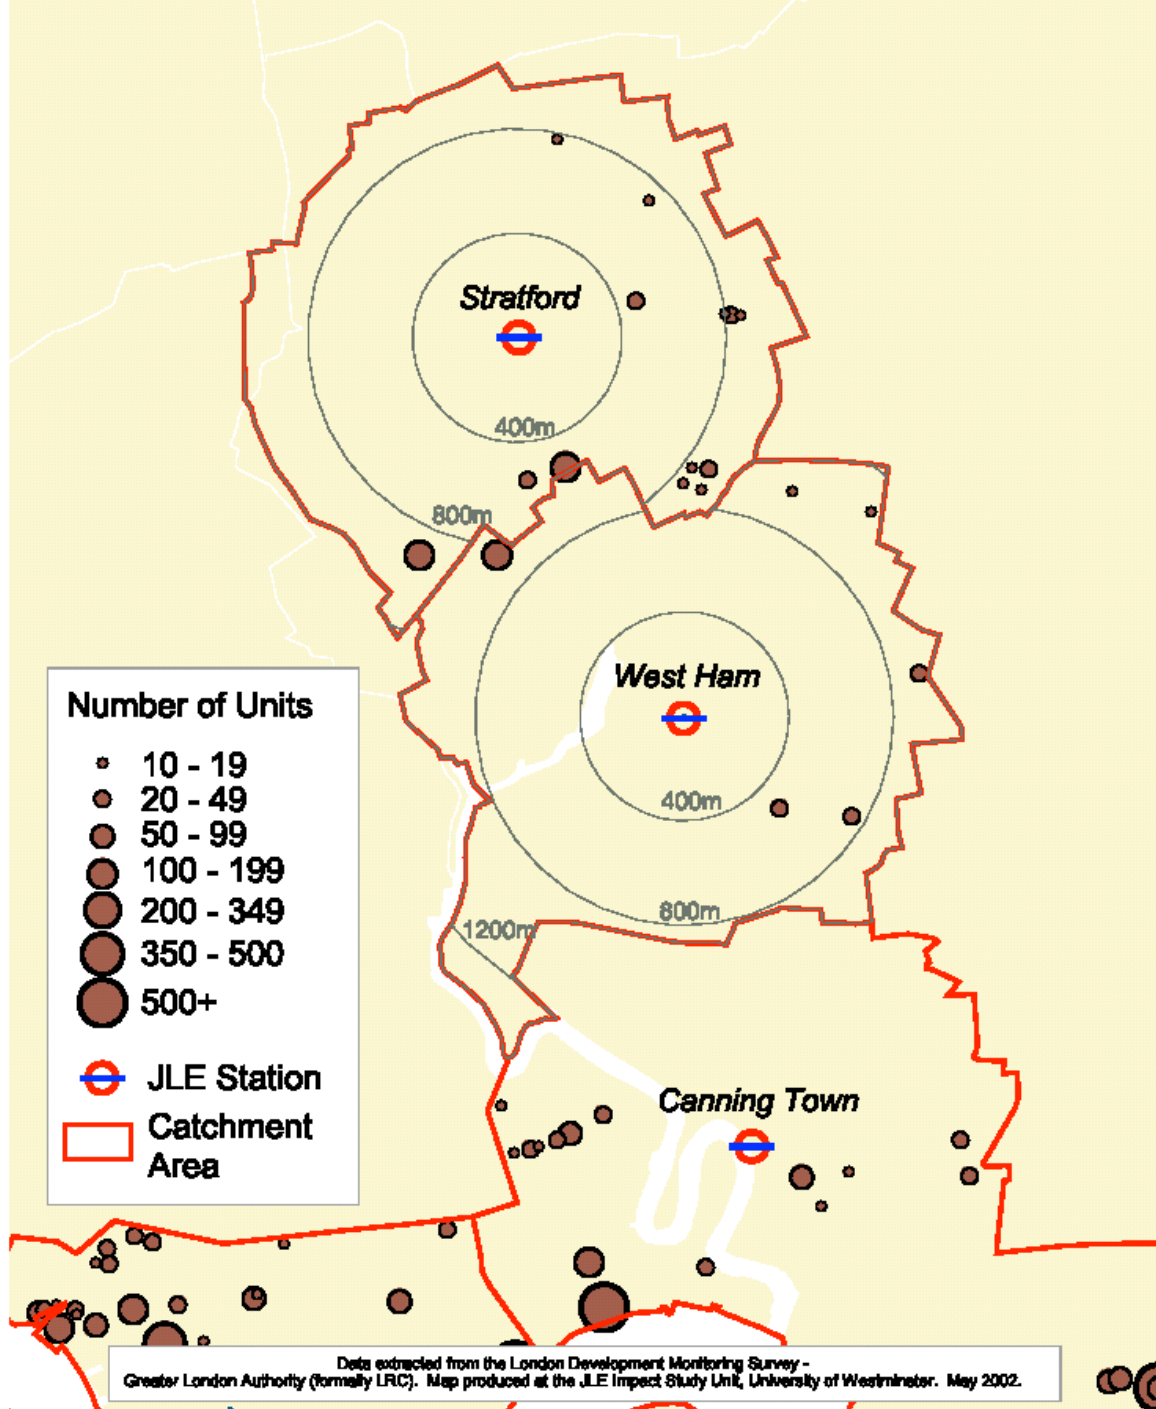 Stratford
400m
800m
West Ham
400m
800m
1200m
Number of Units
10 - 19
20 - 49
50 - 99
100 - 199
200 - 349
350 - 500
500+
JLE Station
Catchment
Area
Canning Town
Data extracted from the London Development Monitoring Survey -
Greater London Authority (formally LRC). Map produced at the JLE Impact Study Unit, University of Westminster. May 2002.